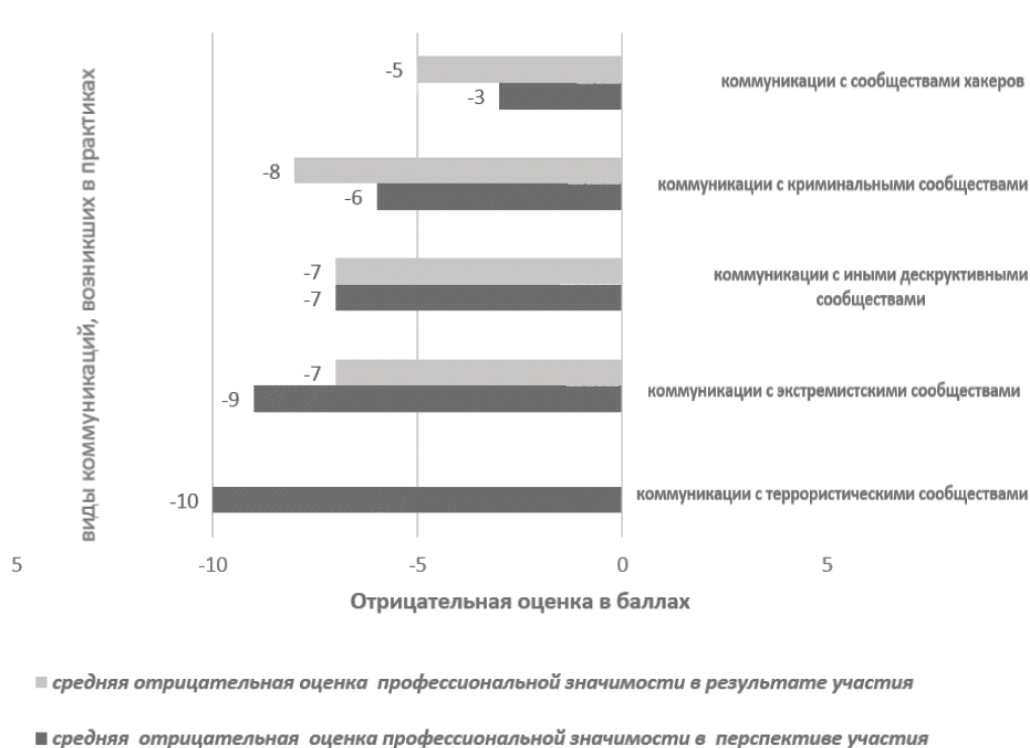 виды коммуникаций, возникших в практиках
-5
-3
коммуникации с сообществами хакеров
-8
-6
коммуникации с криминальными сообществами
-7
-7
коммуникации с иными дескруктивными
сообществами
-7
-9
коммуникации с экстремистскими сообществами
-10
коммуникации с террористическими сообществами
5 -10 -5 0 5
Отрицательная оценка в баллах
средняя отрицательная оценка профессиональной значимости в результате участия
средняя отрицательная оценка профессиональной значимости в перспективе участия